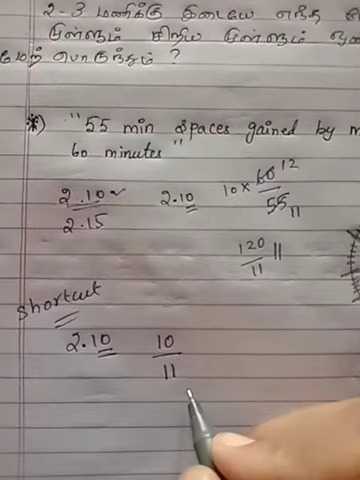 2-3 மணிக்கு இடையே எந்த
முள்ளும் சிறிய முள்ளும்
பொருந்தும் ?
*) "55 min spaces gained by
60 minutes"
2.10 2.10 10 × 60 12
2.15 55 11
120
11
shortcut
2.10 10
11